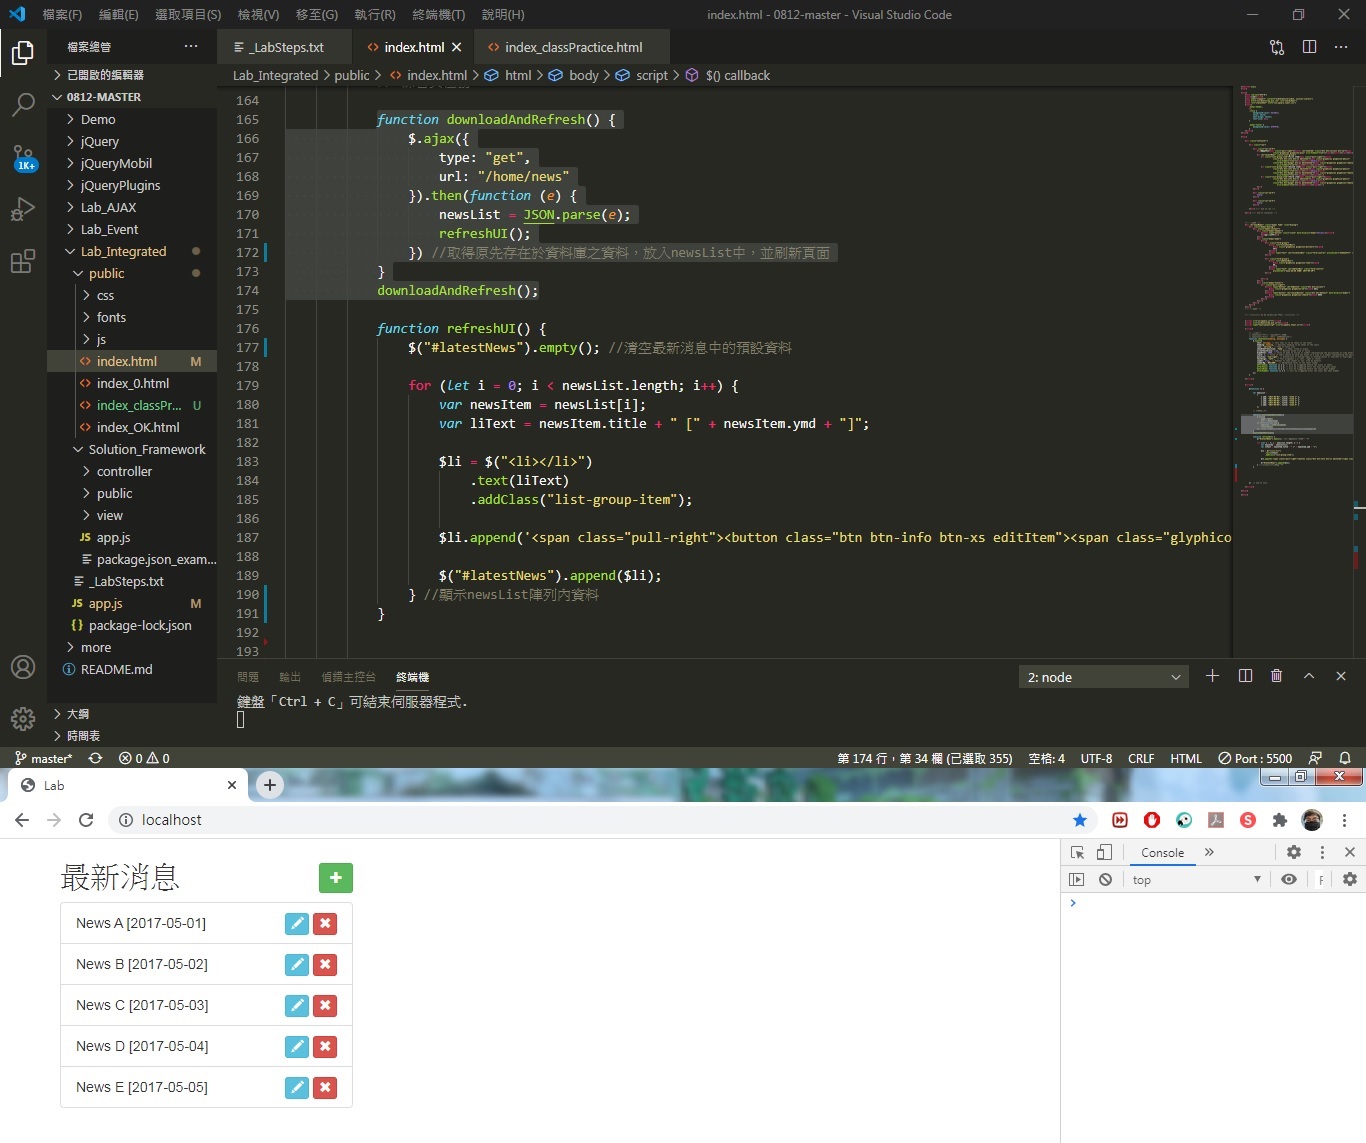 檔案(F) 編輯(E) 選取項目(S) 檢視(V) 移至(G) 執行(R) 終端機(T) 說明(H) index.html - 0812-master - Visual Studio Code
檔案總管 ··· _LabSteps.txt index.html index_classPractice.html
已開啟的編輯器
Lab_Integrated > public > index.html > html > body > script > $() callback
0812-MASTER
Demo
jQuery
jQueryMobil
jQueryPlugins
Lab_AJAX
Lab_Event
Lab_Integrated
public
css
fonts
js
index.html M
index_0.html
index_classPr... U
index_OK.html
Solution_Framework
controller
public
view
JS app.js
package.json_exam...
_LabSteps.txt
JS app.js M
{} package-lock.json
more
README.md
大綱
時間表
1K+
164
165 function downloadAndRefresh() {
166 $.ajax({
167 type: "get",
168 url: "/home/news"
169 }).then(function (e) {
170 newsList = JSON.parse(e);
171 refreshUI();
172 }) //取得原先存在於資料庫之資料，放入newsList中，並刷新頁面
173 }
174 downloadAndRefresh();
175
176 function refreshUI() {
177 $("#latestNews").empty(); //清空最新消息中的預設資料
178
179 for (let i = 0; i < newsList.length; i++) {
180 var newsItem = newsList[i];
181 var liText = newsItem.title + " [" + newsItem.ymd + "]";
182
183 $li = $("<li></li>")
184 .text(liText)
185 .addClass("list-group-item");
186
187 $li.append('<span class="pull-right"><button class="btn btn-info btn-xs editItem"><span class="glyphico
188
189 $("#latestNews").append($li);
190 } //顯示newsList陣列內資料
191 }
192
193
問題 輸出 偵錯主控台 終端機 2: node
鍵盤「Ctrl + C」可結束伺服器程式.
master* 0 0 第 174 行，第 34 欄 (已選取 355) 空格: 4 UTF-8 CRLF HTML Port : 5500
Lab
localhost
最新消息
News A [2017-05-01]
News B [2017-05-02]
News C [2017-05-03]
News D [2017-05-04]
News E [2017-05-05]
Console »
top